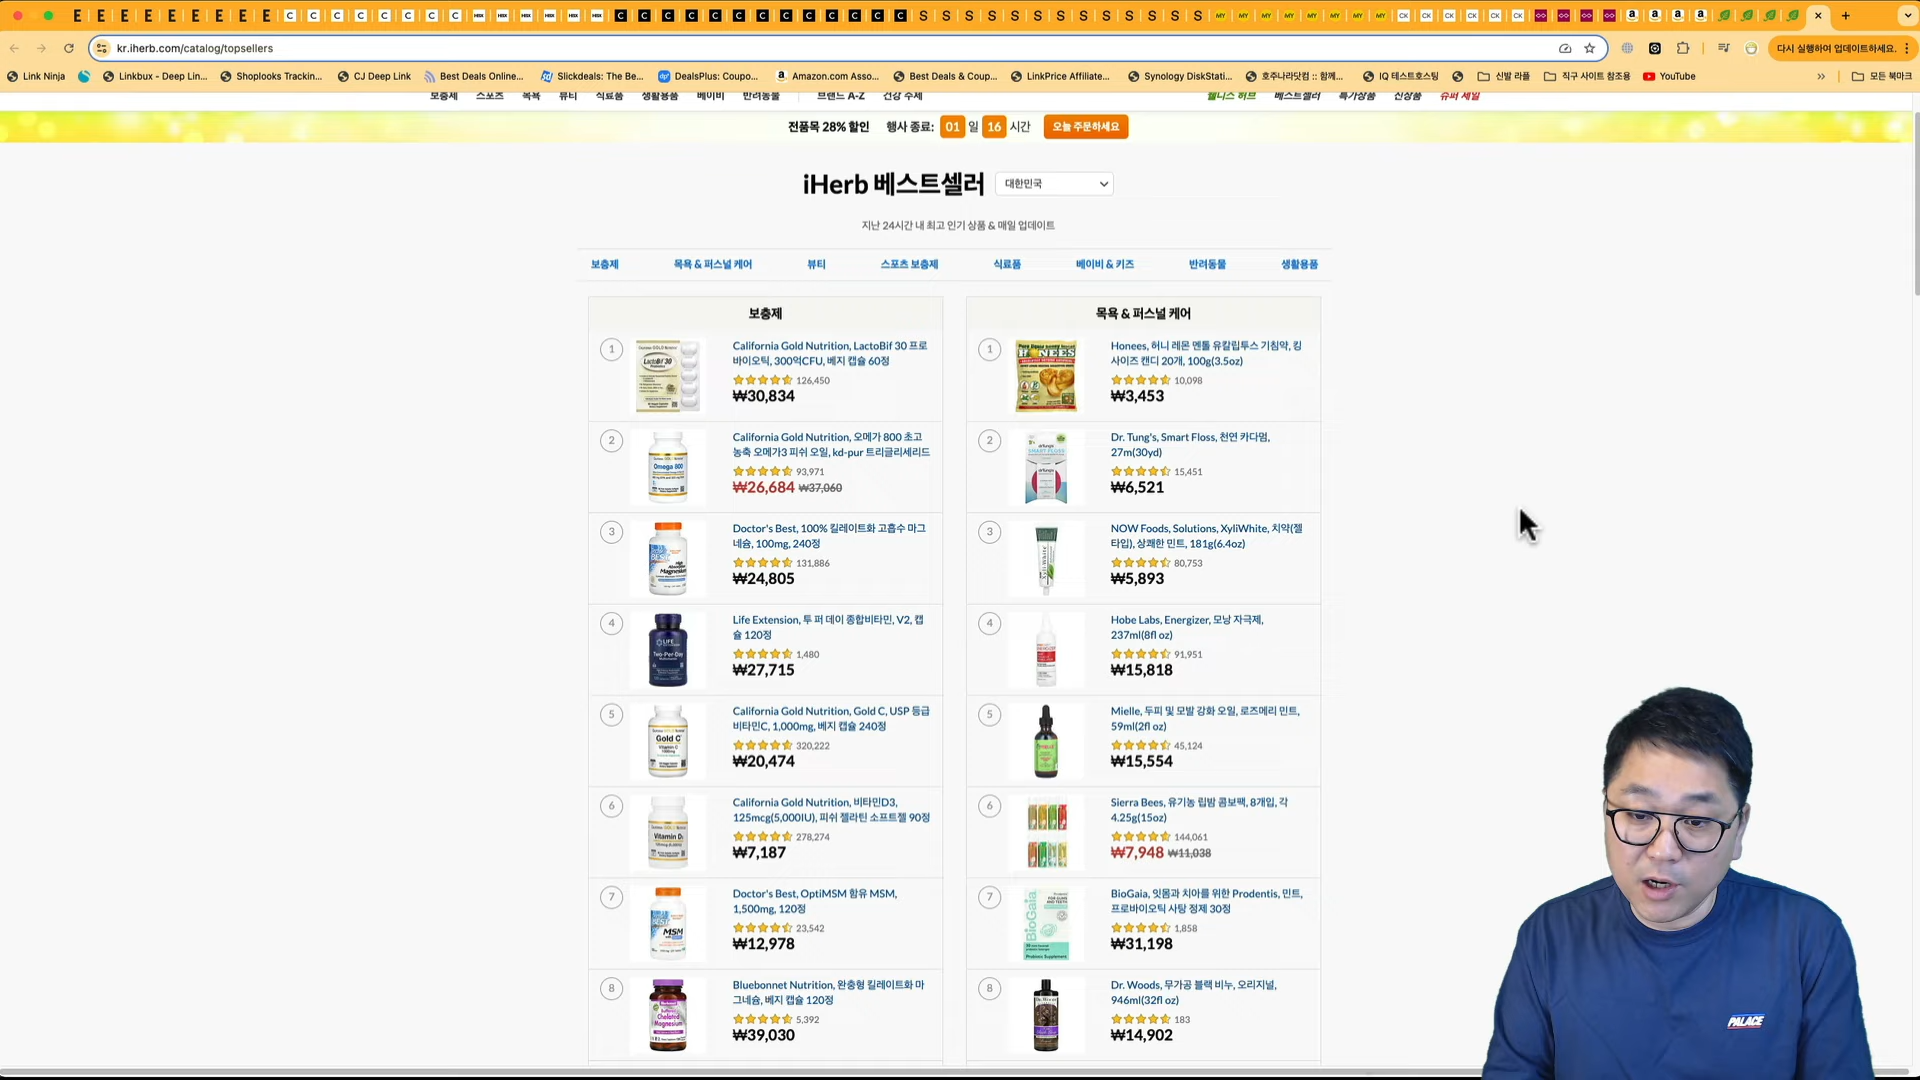 kr.iherb.com/catalog/topsellers
다시 실행하여 업데이트하세요.
Link Ninja
Linkbux - Deep Lin...
Shoplooks Trackin...
CJ Deep Link
Best Deals Online...
Slickdeals: The Be...
DealsPlus: Coupo...
Amazon.com Asso...
Best Deals & Coup...
LinkPrice Affiliate...
Synology DiskStati...
호주나라닷컴 :: 함께...
IQ 테스트호스팅
신발 라플
직구 사이트 참조용
YouTube
모든 북마크
보충제 스포츠 목욕 뷰티 식료품 생활용품 베이비 반려동물 브랜드 A-Z 건강 주제
웰니스 허브 베스트셀러 특가상품 신상품 슈퍼 세일
전품목 28% 할인 행사 종료: 01 일 16 시간 오늘 주문하세요
iHerb 베스트셀러
대한민국
지난 24시간 내 최고 인기 상품 & 매일 업데이트
보충제 목욕 & 퍼스널 케어 뷰티 스포츠 보충제 식료품 베이비 & 키즈 반려동물 생활용품
보충제
1
California Gold Nutrition, LactoBif 30 프로
바이오틱, 300억CFU, 베지 캡슐 60정
126,450
₩30,834
2
California Gold Nutrition, 오메가 800 초고
농축 오메가3 피쉬 오일, kd-pur 트리글리세리드
93,971
₩26,684 ₩37,060
3
Doctor's Best, 100% 킬레이트화 고흡수 마그
네슘, 100mg, 240정
131,886
₩24,805
4
Life Extension, 투 퍼 데이 종합비타민, V2, 캡
슐 120정
1,480
₩27,715
5
California Gold Nutrition, Gold C, USP 등급
비타민C, 1,000mg, 베지 캡슐 240정
320,222
₩20,474
6
California Gold Nutrition, 비타민D3,
125mcg(5,000IU), 피쉬 젤라틴 소프트젤 90정
278,274
₩7,187
7
Doctor's Best, OptiMSM 함유 MSM,
1,500mg, 120정
23,542
₩12,978
8
Bluebonnet Nutrition, 완충형 킬레이트화 마
그네슘, 베지 캡슐 120정
5,392
₩39,030
목욕 & 퍼스널 케어
1
Honees, 허니 레몬 멘톨 유칼립투스 기침약, 킹
사이즈 캔디 20개, 100g(3.5oz)
10,098
₩3,453
2
Dr. Tung's, Smart Floss, 천연 카다멈,
27m(30yd)
15,451
₩6,521
3
NOW Foods, Solutions, XyliWhite, 치약(젤
타입), 상쾌한 민트, 181g(6.4oz)
80,753
₩5,893
4
Hobe Labs, Energizer, 모낭 자극제,
237ml(8fl oz)
91,951
₩15,818
5
Mielle, 두피 및 모발 강화 오일, 로즈메리 민트,
59ml(2fl oz)
45,124
₩15,554
6
Sierra Bees, 유기농 립밤 콤보팩, 8개입, 각
4.25g(15oz)
144,061
₩7,948 ₩11,038
7
BioGaia, 잇몸과 치아를 위한 Prodentis, 민트,
프로바이오틱 사탕 정제 30정
1,858
₩31,198
8
Dr. Woods, 무가공 블랙 비누, 오리지널,
946ml(32fl oz)
183
₩14,902
PALACE